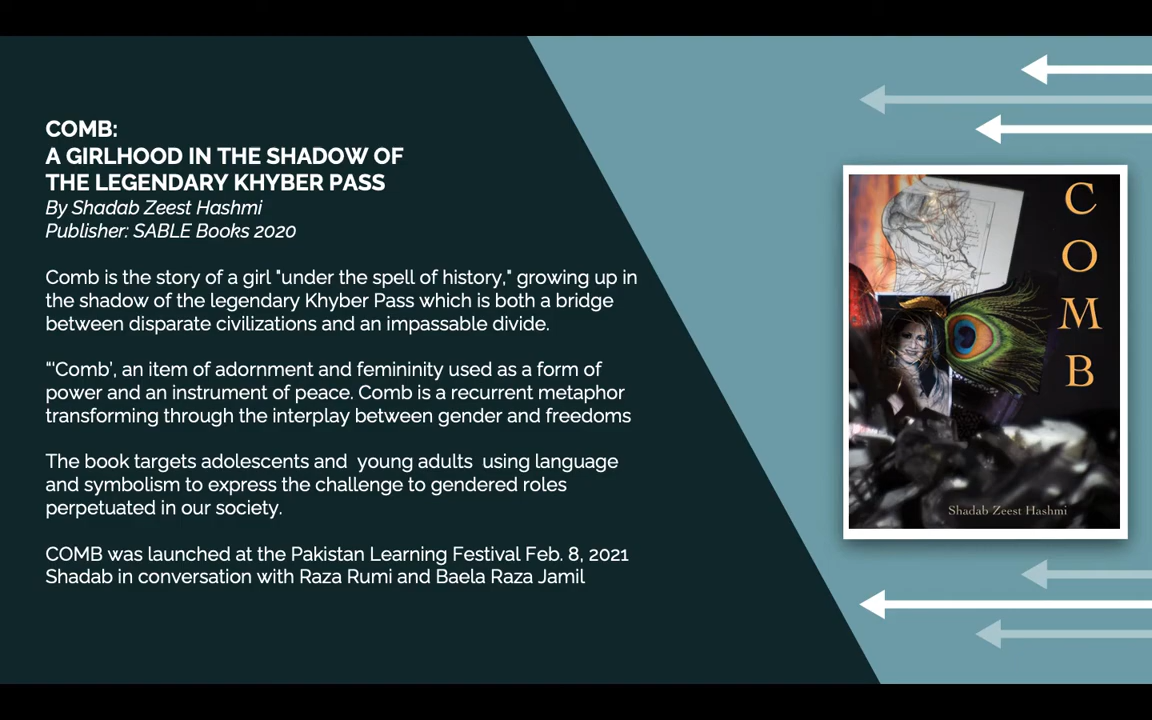 COMB:
A GIRLHOOD IN THE SHADOW OF
THE LEGENDARY KHYBER PASS
By Shadab Zeest Hashmi
Publisher: SABLE Books 2020
Comb is the story of a girl "under the spell of history," growing up in
the shadow of the legendary Khyber Pass which is both a bridge
between disparate civilizations and an impassable divide.
“‘Comb’, an item of adornment and femininity used as a form of
power and an instrument of peace. Comb is a recurrent metaphor
transforming through the interplay between gender and freedoms
The book targets adolescents and  young adults  using language
and symbolism to express the challenge to gendered roles
perpetuated in our society.
COMB was launched at the Pakistan Learning Festival Feb. 8, 2021
Shadab in conversation with Raza Rumi and Baela Raza Jamil
C
O
M
B
Shadab Zeest Hashmi